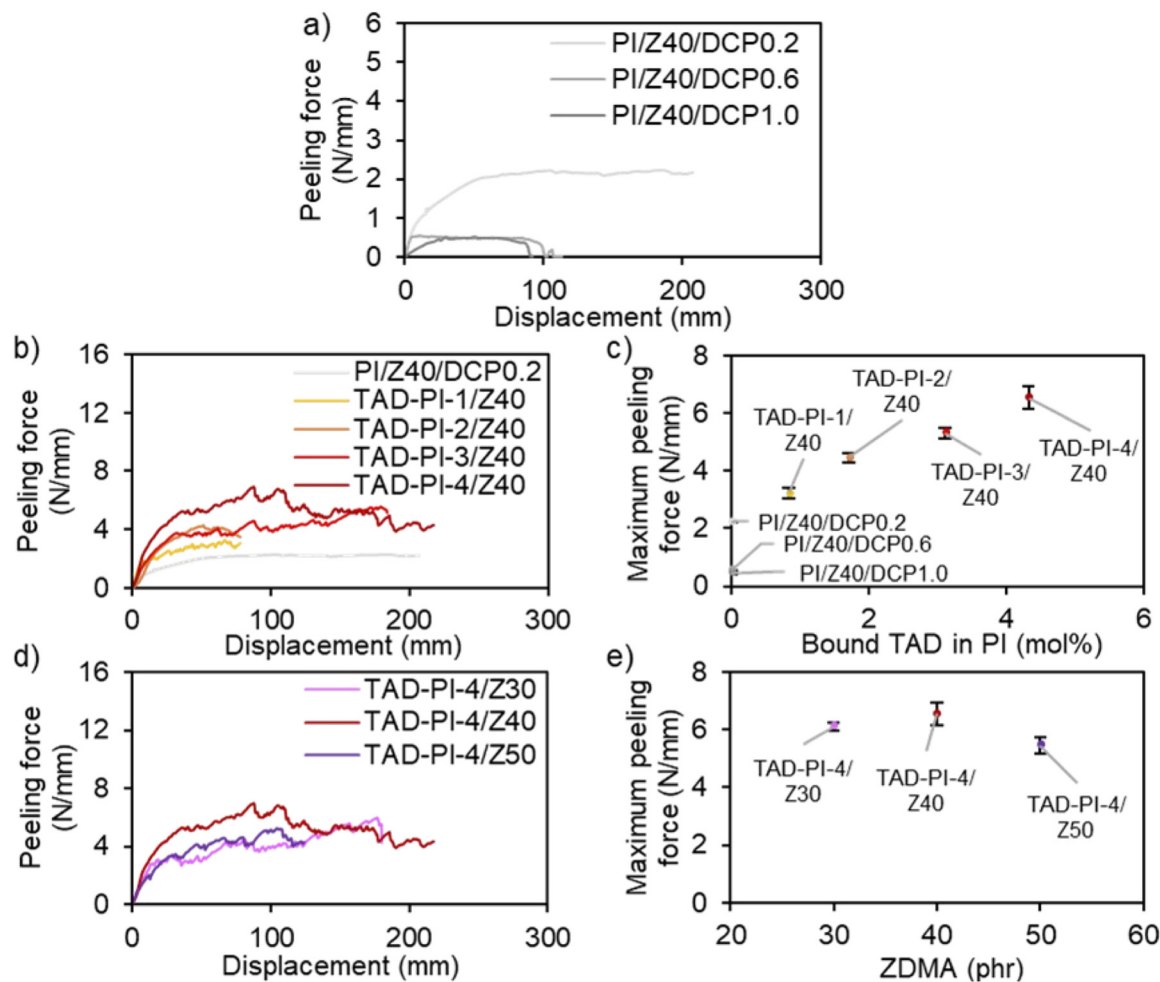 a)
Peeling force
(N/mm)
6
5
4
3
2
1
0
PI/Z40/DCP0.2
PI/Z40/DCP0.6
PI/Z40/DCP1.0
0
100
200
300
Displacement (mm)
b)
Peeling force
(N/mm)
16
12
8
4
0
PI/Z40/DCP0.2
TAD-PI-1/Z40
TAD-PI-2/Z40
TAD-PI-3/Z40
TAD-PI-4/Z40
0
100
200
300
Displacement (mm)
c)
Maximum peeling
force (N/mm)
8
6
4
2
0
TAD-PI-1/
Z40
TAD-PI-2/
Z40
TAD-PI-3/
Z40
TAD-PI-4/
Z40
PI/Z40/DCP0.2
PI/Z40/DCP0.6
PI/Z40/DCP1.0
0
2
4
6
Bound TAD in PI (mol%)
d)
Peeling force
(N/mm)
16
12
8
4
0
TAD-PI-4/Z30
TAD-PI-4/Z40
TAD-PI-4/Z50
0
100
200
300
Displacement (mm)
e)
Maximum peeling
force (N/mm)
8
6
4
2
0
TAD-PI-4/
Z30
TAD-PI-4/
Z40
TAD-PI-4/
Z50
20
30
40
50
60
ZDMA (phr)